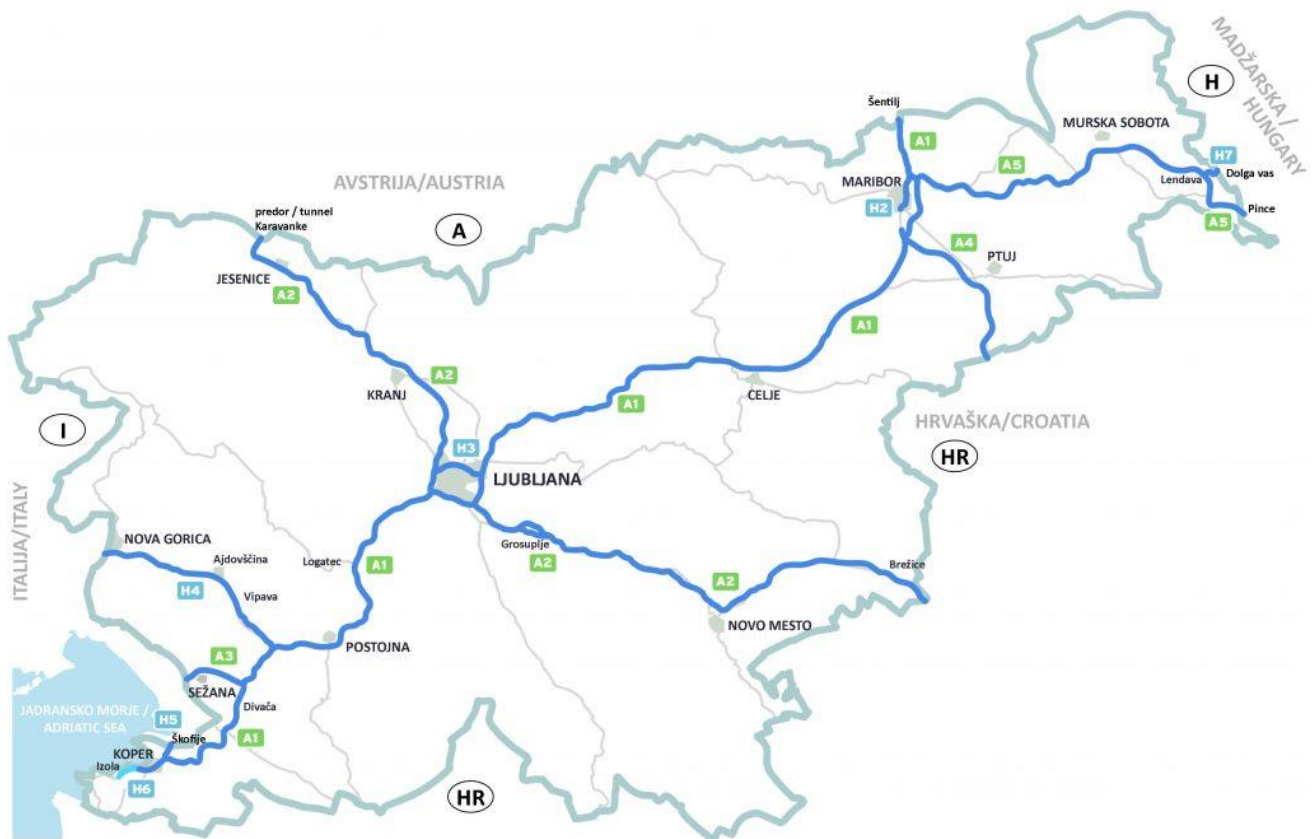 MADŽARSKA /
HUNGARY
H
Šentilj
A1
MURSKA SOBOTA
A5
H7
Dolga vas
Lendava
Pince
A5
MARIBOR
H2
AVSTRIJA/AUSTRIA
A
predor / tunnel
Karavanke
JESENICE
A2
A4
PTUJ
A1
A2
KRANJ
CELJE
A1
HRVAŠKA/CROATIA
HR
I
ITALIJA/ITALY
H3
LJUBLJANA
NOVA GORICA
Ajdovščina
Logatec
A1
Grosuplje
A2
Brežice
H4
Vipava
A2
NOVO MESTO
POSTOJNA
A3
SEŽANA
Divača
JADRANSKO MORJE /
ADRIATIC SEA
H5
Škofije
A1
KOPER
Izola
H6
HR